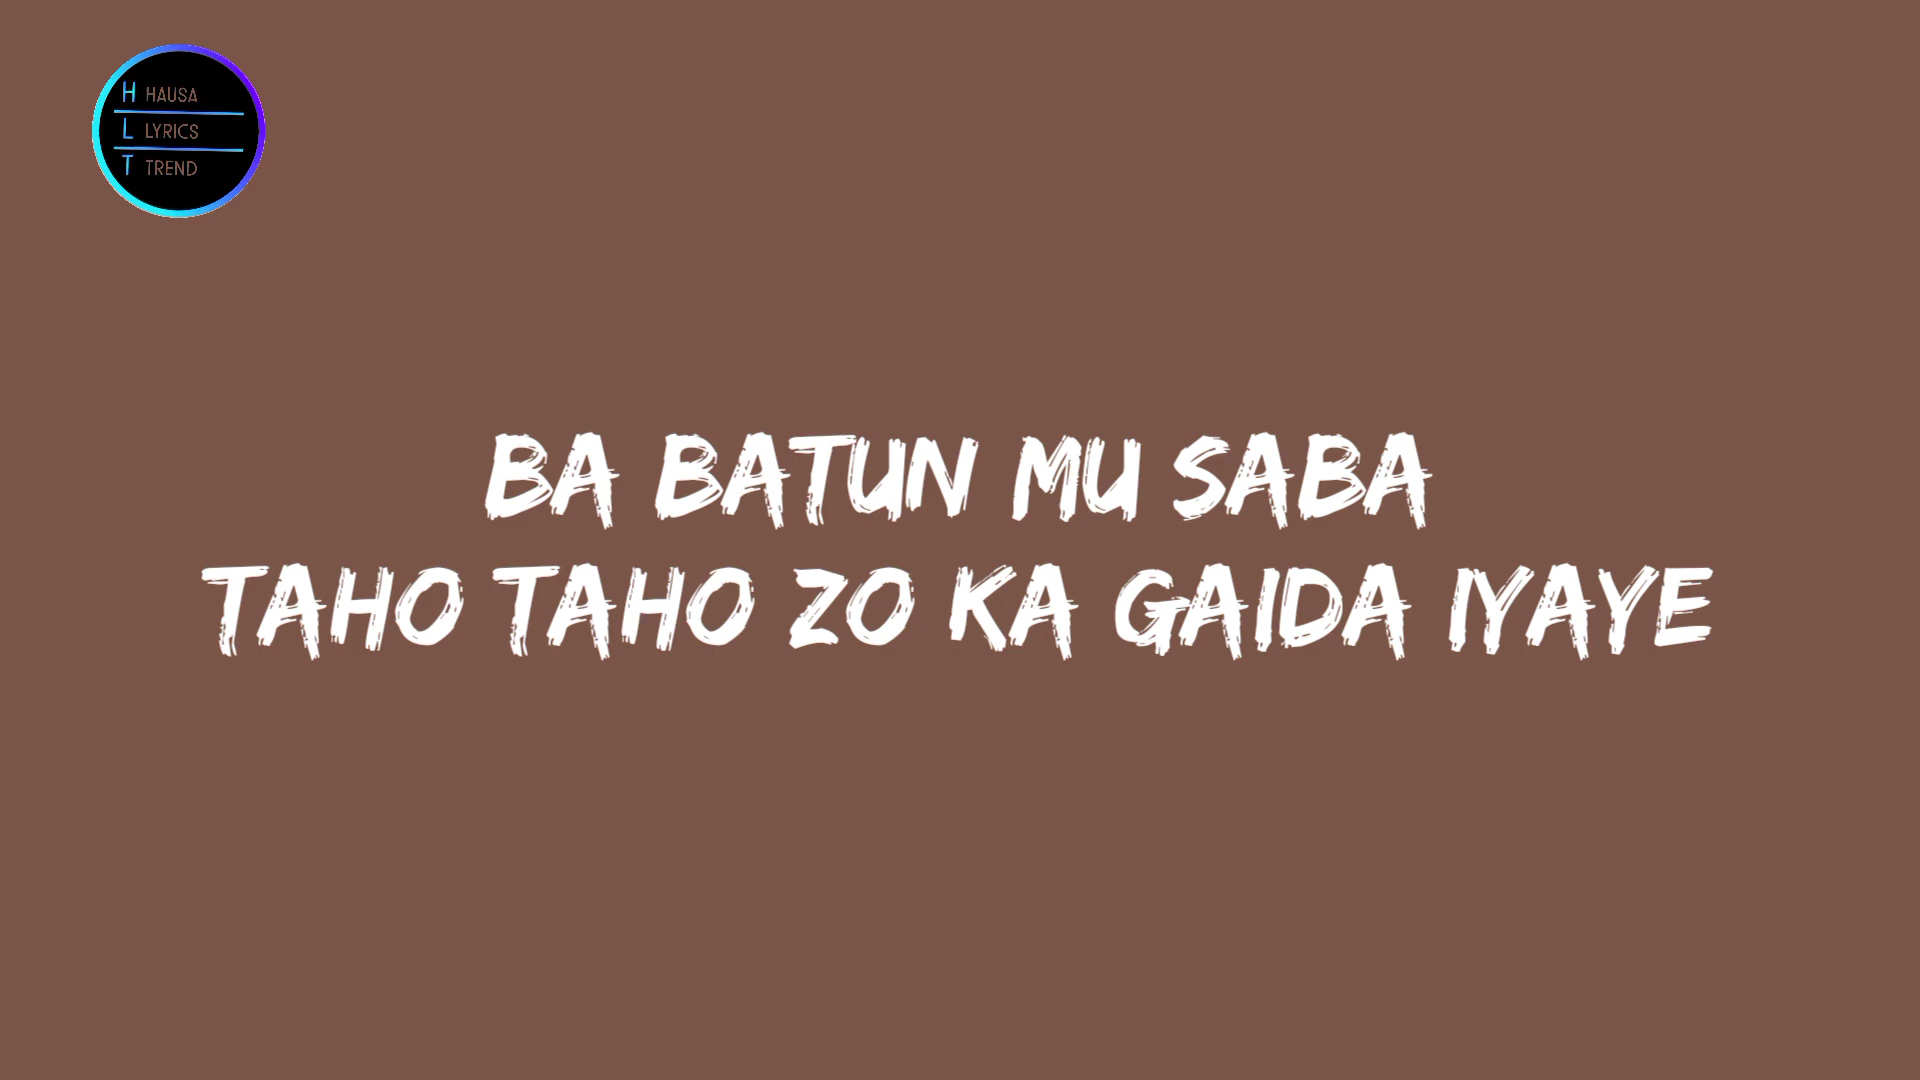 H HAUSA
L LYRICS
T TREND
BA BATUN MU SABA
TAHO TAHO ZO KA GAIDA IYAYE